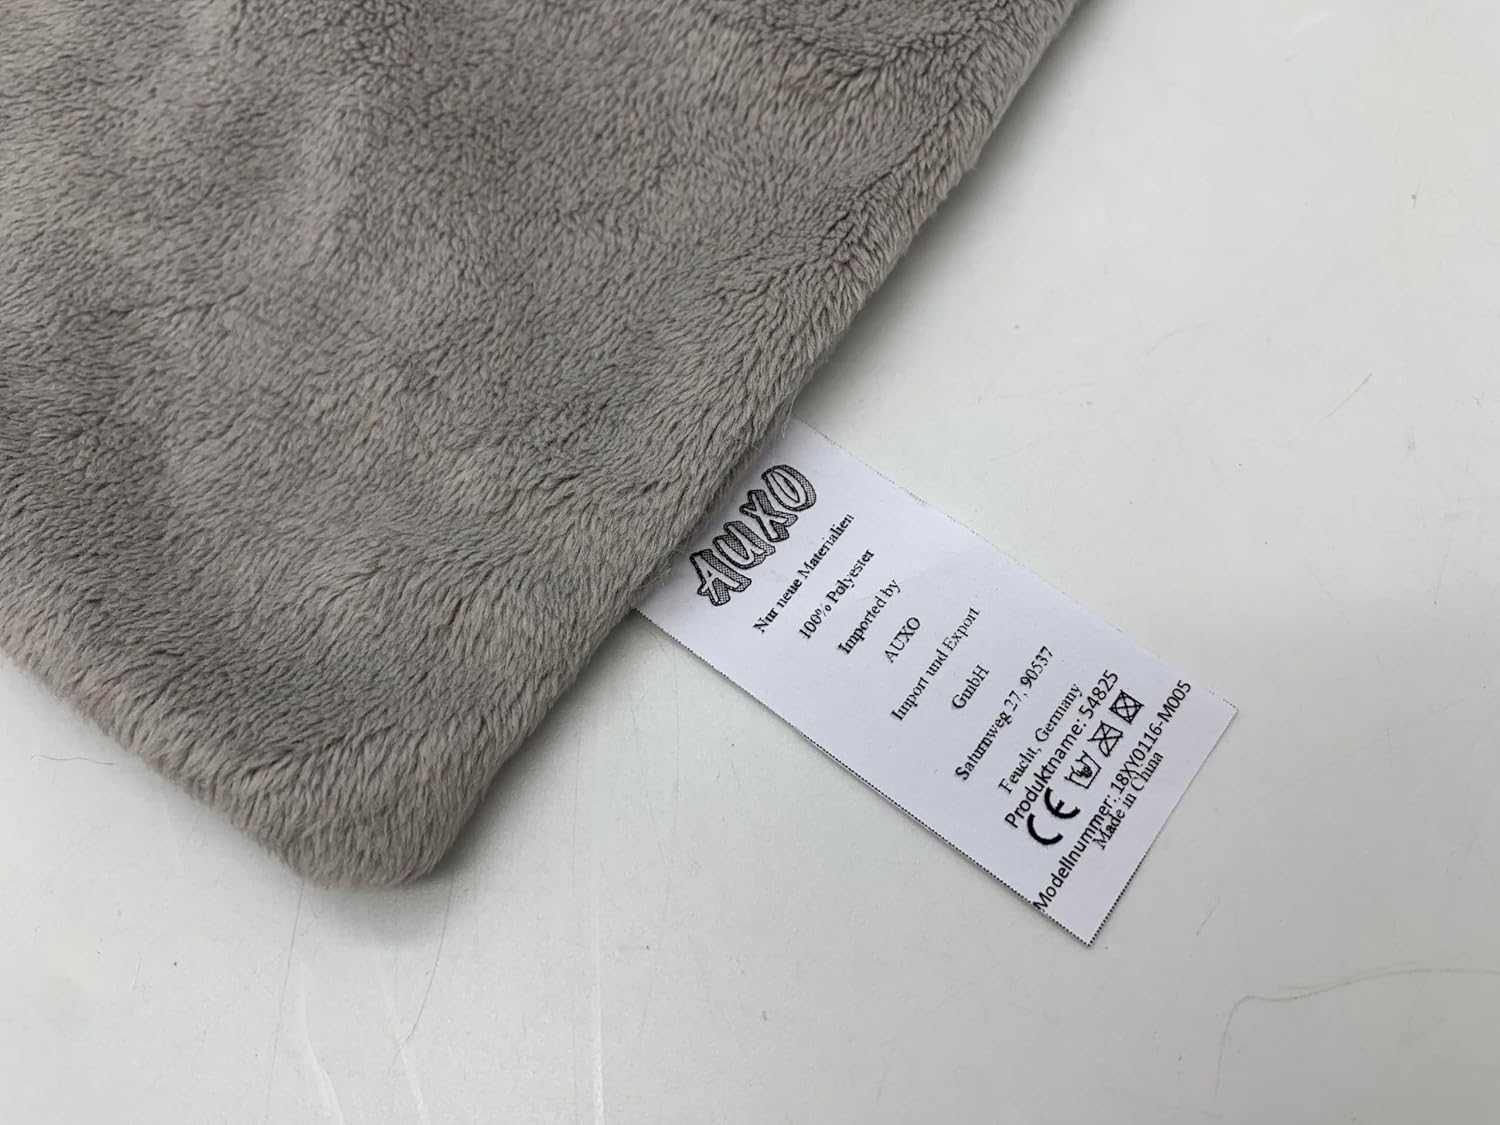 AUXO
Nur neue Materialien
100% Polyester
Imported by
AUXO
Import und Export
GmbH
Saturnweg 27, 90537
Feucht, Germany
Produktname: 54825
CE
Modellnummer: 18XY0116-M005
Made in China